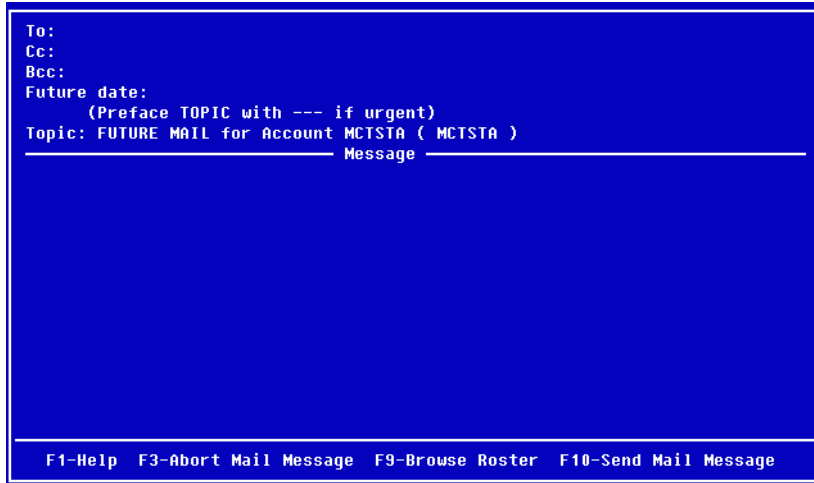 To:
Cc:
Bcc:
Future date:
(Preface TOPIC with --- if urgent)
Topic: FUTURE MAIL for Account MCTSTA ( MCTSTA )
Message
F1-Help F3-Abort Mail Message F9-Browse Roster F10-Send Mail Message